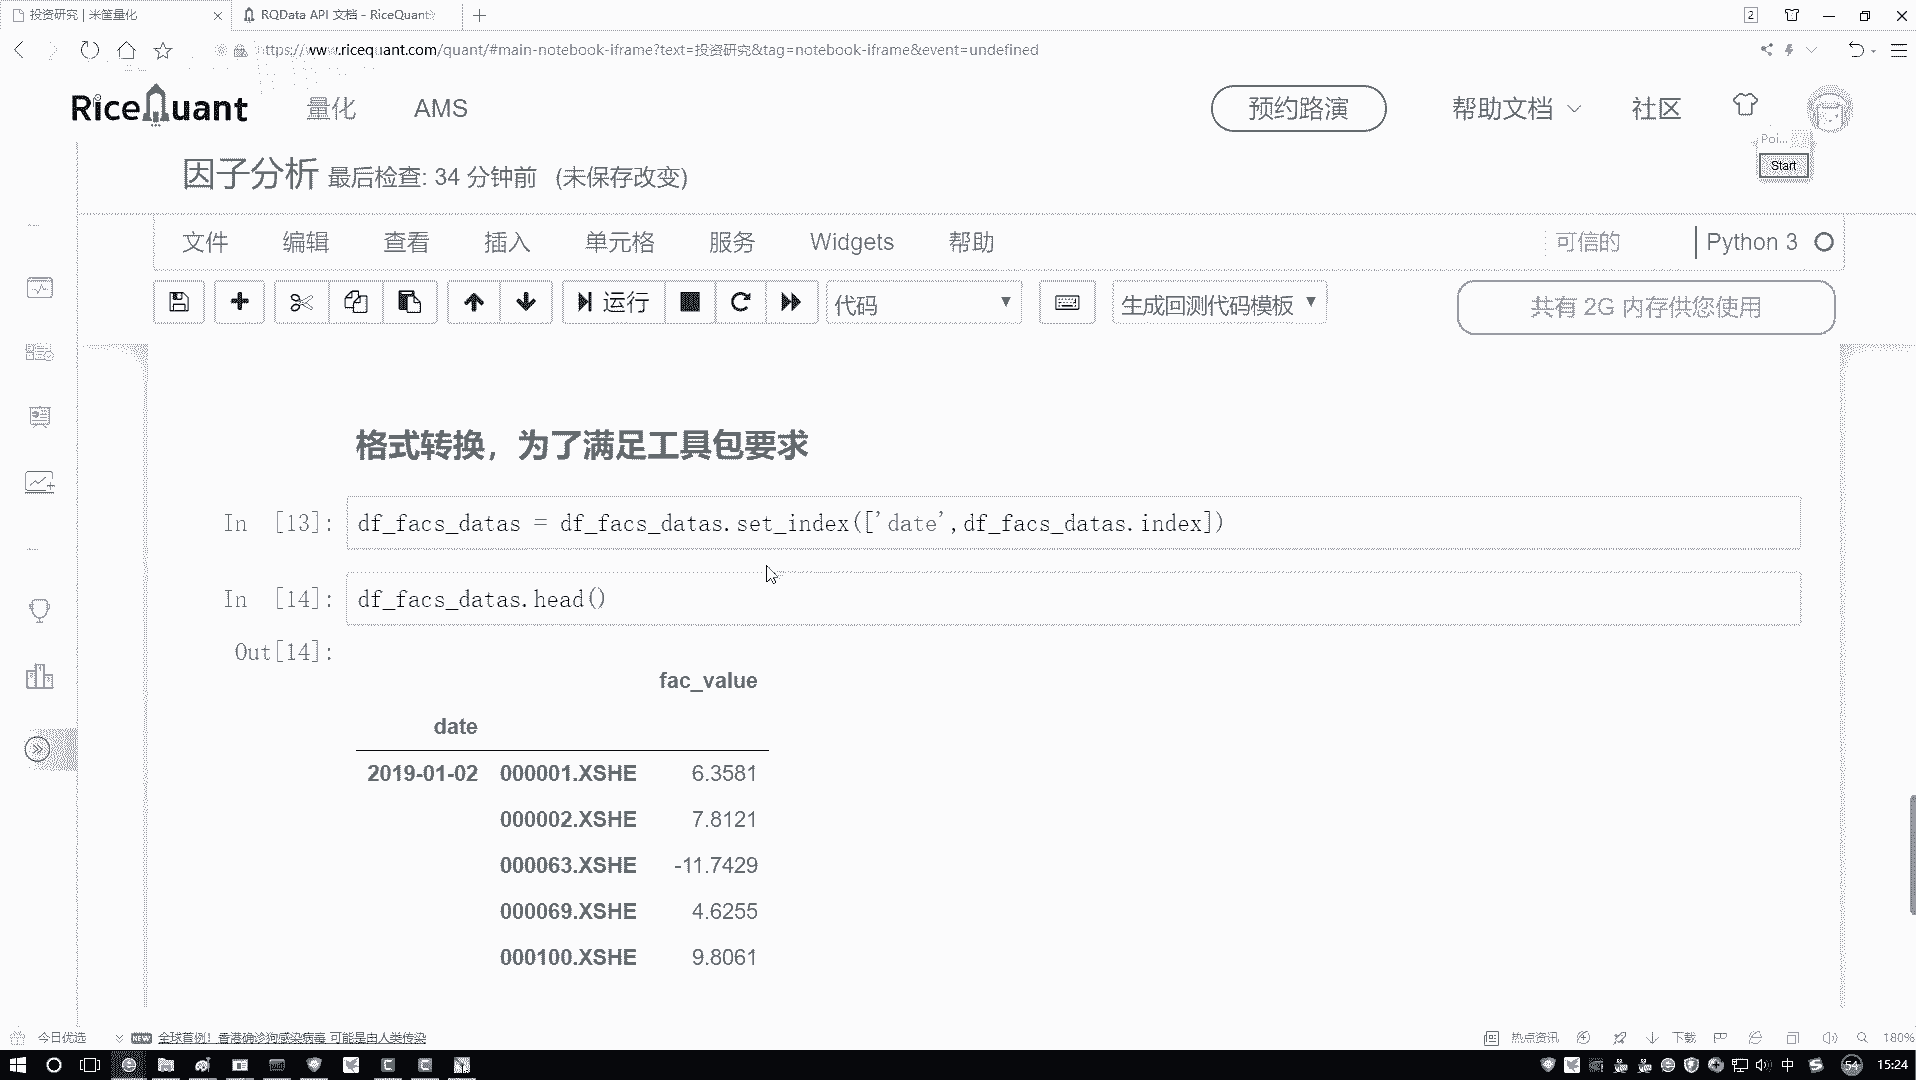 投资研究 | 米筐量化
RQData API 文档 - RiceQuant
2
https://www.ricequant.com/quant/#main-notebook-iframe?text=投资研究&tag=notebook-iframe&event=undefined
RiceQuant 量化 AMS 预约路演 帮助文档 社区
Poi...
Start
因子分析 最后检查: 34 分钟前 (未保存改变)
文件 编辑 查看 插入 单元格 服务 Widgets 帮助 可信的 Python 3
运行 代码 生成回测代码模板 共有 2G 内存供您使用
格式转换，为了满足工具包要求
In [13]: df_facs_datas = df_facs_datas.set_index(['date',df_facs_datas.index])
In [14]: df_facs_datas.head()
Out[14]:
fac_value
date
2019-01-02 000001.XSHE 6.3581
000002.XSHE 7.8121
000063.XSHE -11.7429
000069.XSHE 4.6255
000100.XSHE 9.8061
今日优选 NEW 全球首例！香港确诊狗感染病毒 可能是由人类传染 热点资讯 下载 180%
中 54 15:24